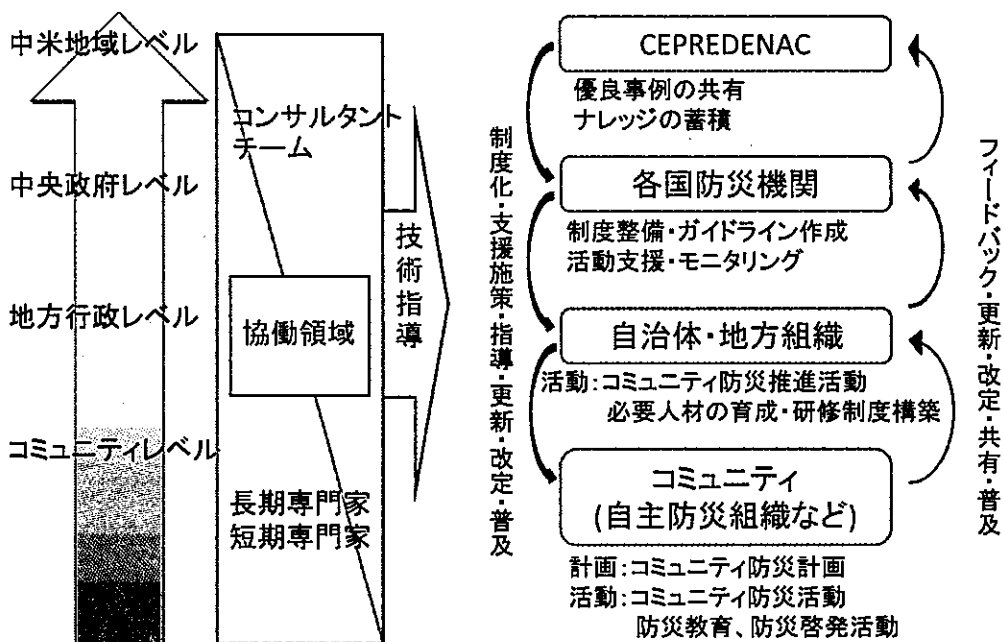 中米地域レベル
中央政府レベル
地方行政レベル
コミュニティレベル
コンサルタント
チーム
協働領域
長期専門家
短期専門家
技術指導
制度化・支援施策・指導・更新・改定・普及
CEPREDENAC
優良事例の共有
ナレッジの蓄積
各国防災機関
制度整備・ガイドライン作成
活動支援・モニタリング
自治体・地方組織
活動：コミュニティ防災推進活動
必要人材の育成・研修制度構築
コミュニティ
(自主防災組織など)
計画：コミュニティ防災計画
活動：コミュニティ防災活動
防災教育、防災啓発活動
フィードバック・更新・改定・共有・普及